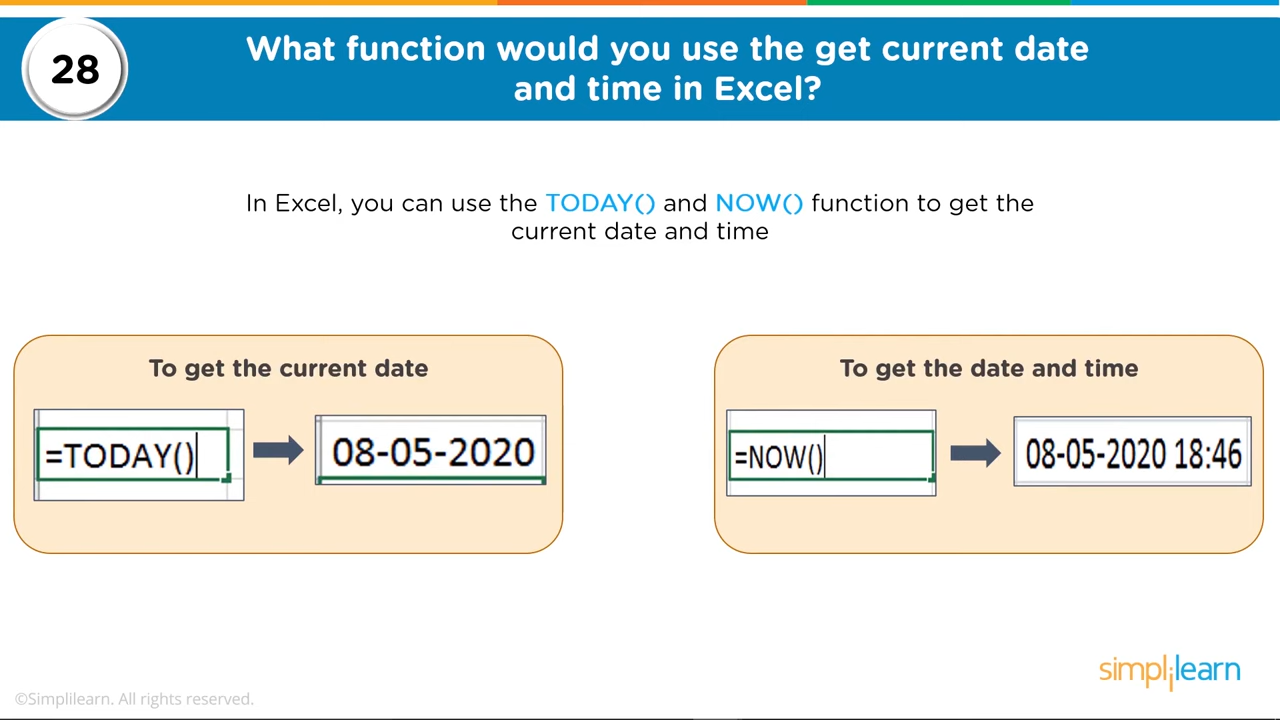 28
What function would you use the get current date
and time in Excel?
In Excel, you can use the TODAY() and NOW() function to get the
current date and time
To get the current date
=TODAY()
08-05-2020
To get the date and time
=NOW()
08-05-2020 18:46
simplilearn
©Simplilearn. All rights reserved.